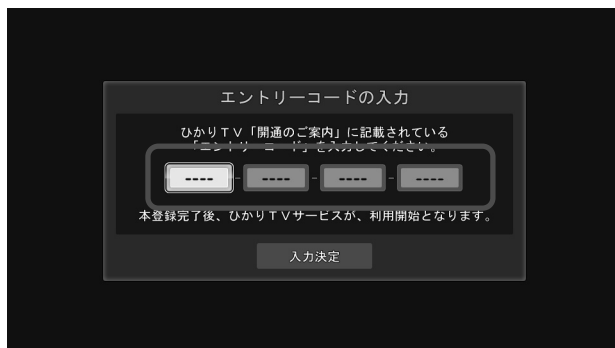 エントリーコードの入力
ひかりTV「開通のご案内」に記載されている
「エントリーコード」を入力してください。
---- - ---- - ---- - ----
本登録完了後、ひかりTVサービスが、利用開始となります。
入力決定